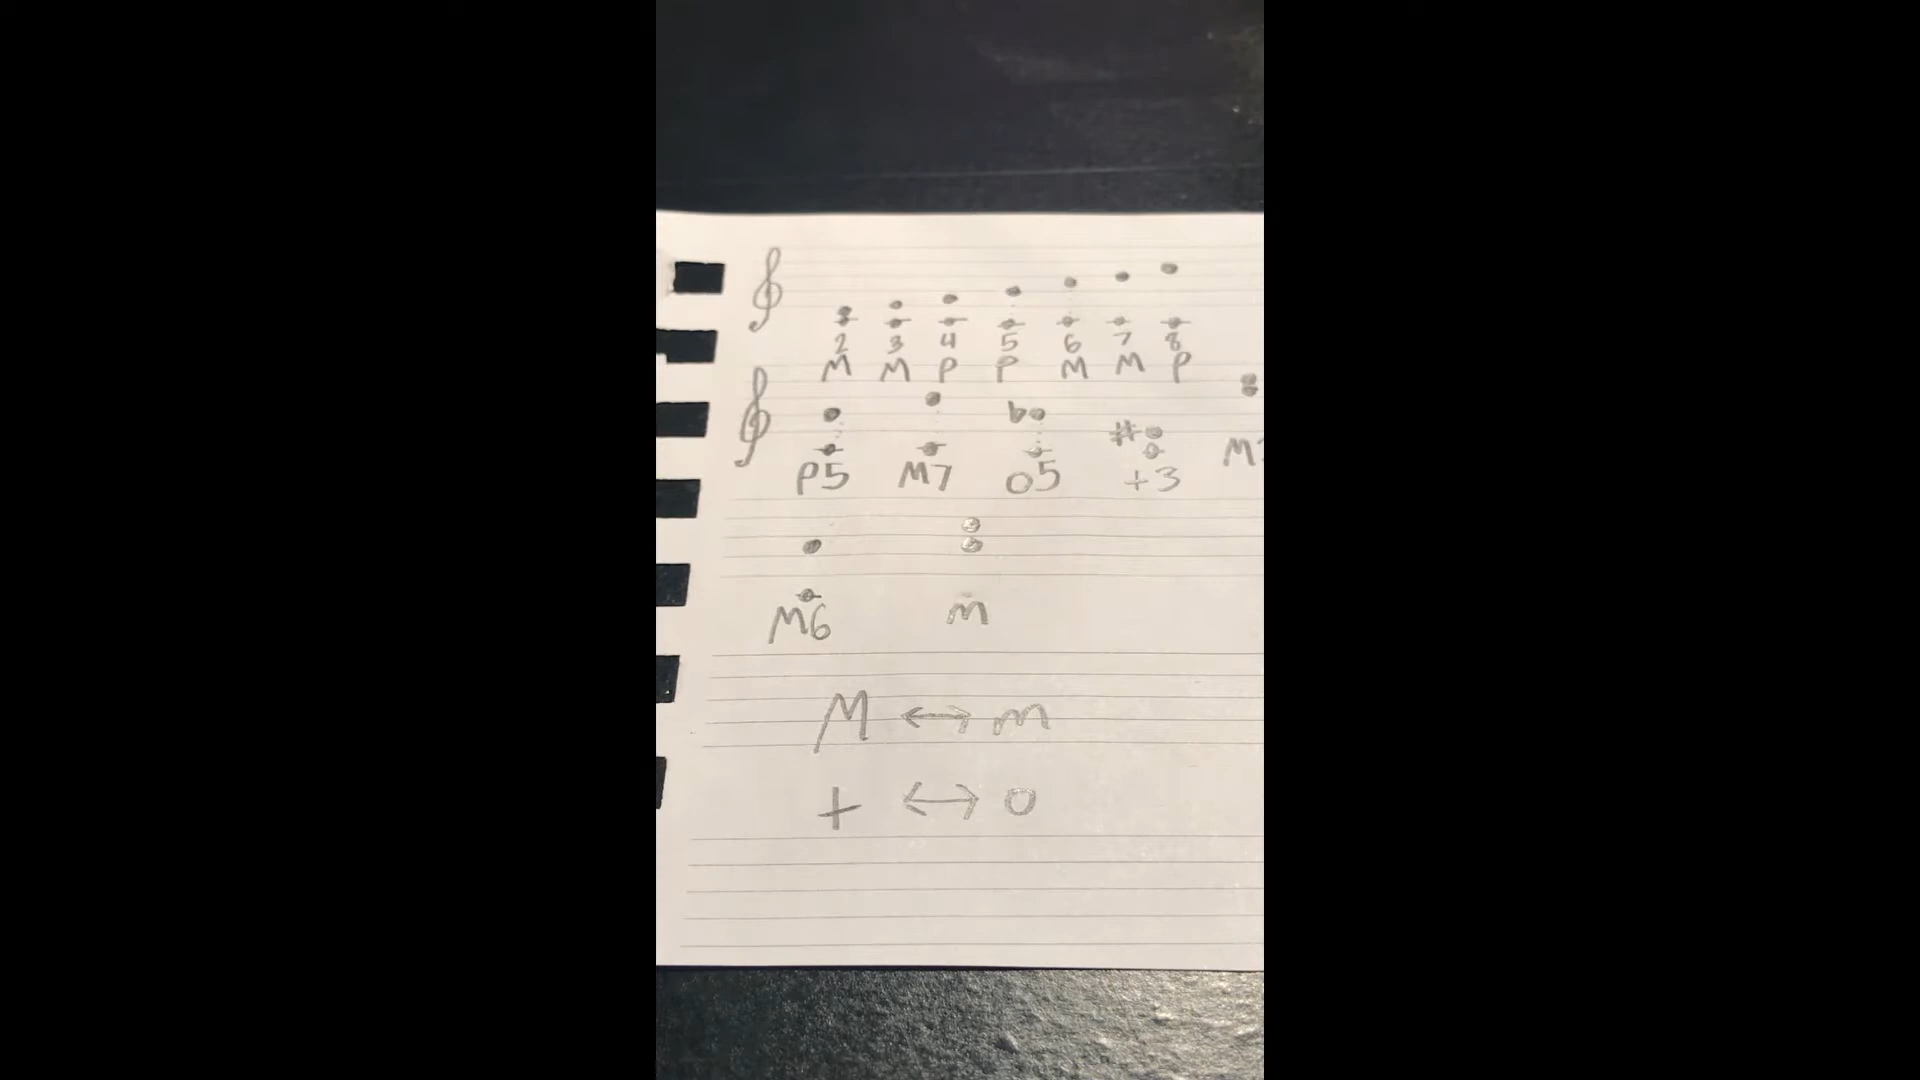 2 3 4 5 6 7 8
M M P P M M P
P5 M7 O5 +3 M
M6 m
M ↔ m
+ ↔ o